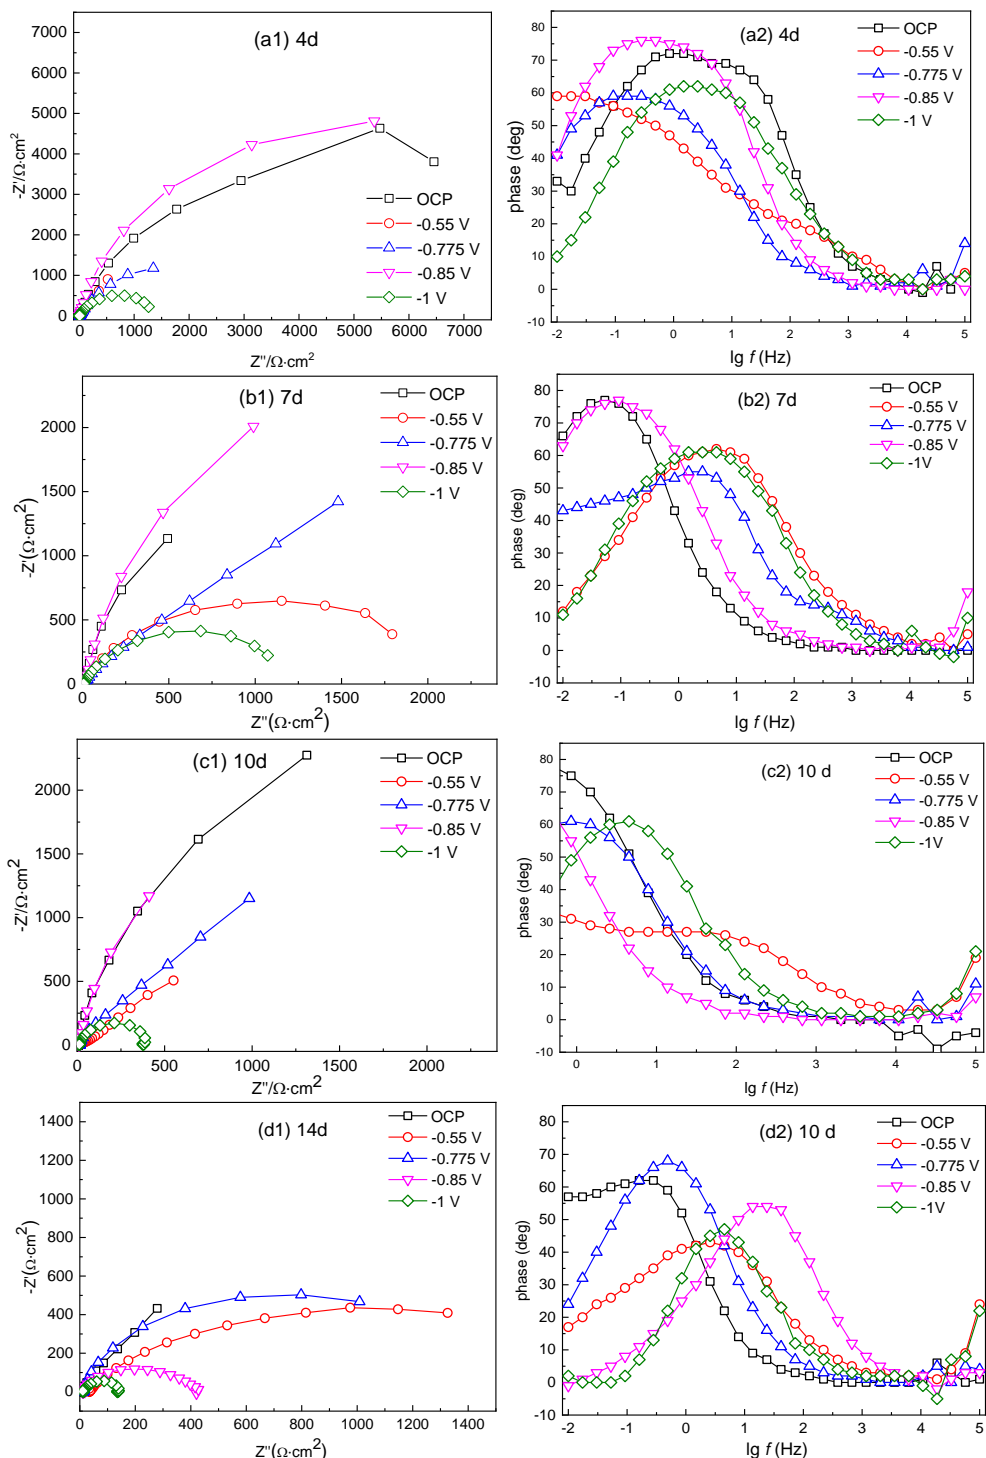 (a1) 4d
-Z'/Ω·cm²
7000
6000
5000
4000
3000
2000
1000
0
OCP
-0.55 V
-0.775 V
-0.85 V
-1 V
0 1000 2000 3000 4000 5000 6000 7000
Z''/Ω·cm²
(a2) 4d
phase (deg)
80
70
60
50
40
30
20
10
0
-10
OCP
-0.55 V
-0.775 V
-0.85 V
-1 V
-2 -1 0 1 2 3 4 5
lg f (Hz)
(b1) 7d
-Z'(Ω·cm²)
2000
1500
1000
500
0
OCP
-0.55 V
-0.775 V
-0.85 V
-1 V
0 500 1000 1500 2000
Z''(Ω·cm²)
(b2) 7d
phase (deg)
80
70
60
50
40
30
20
10
0
-10
OCP
-0.55 V
-0.775 V
-0.85 V
-1V
-2 -1 0 1 2 3 4 5
lg f (Hz)
(c1) 10d
-Z'/Ω·cm²
2000
1500
1000
500
0
OCP
-0.55 V
-0.775 V
-0.85 V
-1 V
0 500 1000 1500 2000
Z''/Ω·cm²
(c2) 10 d
phase (deg)
80
70
60
50
40
30
20
10
0
-10
OCP
-0.55 V
-0.775 V
-0.85 V
-1V
0 1 2 3 4 5
lg f (Hz)
(d1) 14d
-Z'(Ω·cm²)
1400
1200
1000
800
600
400
200
0
OCP
-0.55 V
-0.775 V
-0.85 V
-1 V
0 200 400 600 800 1000 1200 1400
Z''(Ω·cm²)
(d2) 10 d
phase (deg)
80
70
60
50
40
30
20
10
0
-10
OCP
-0.55 V
-0.775 V
-0.85 V
-1V
-2 -1 0 1 2 3 4 5
lg f (Hz)